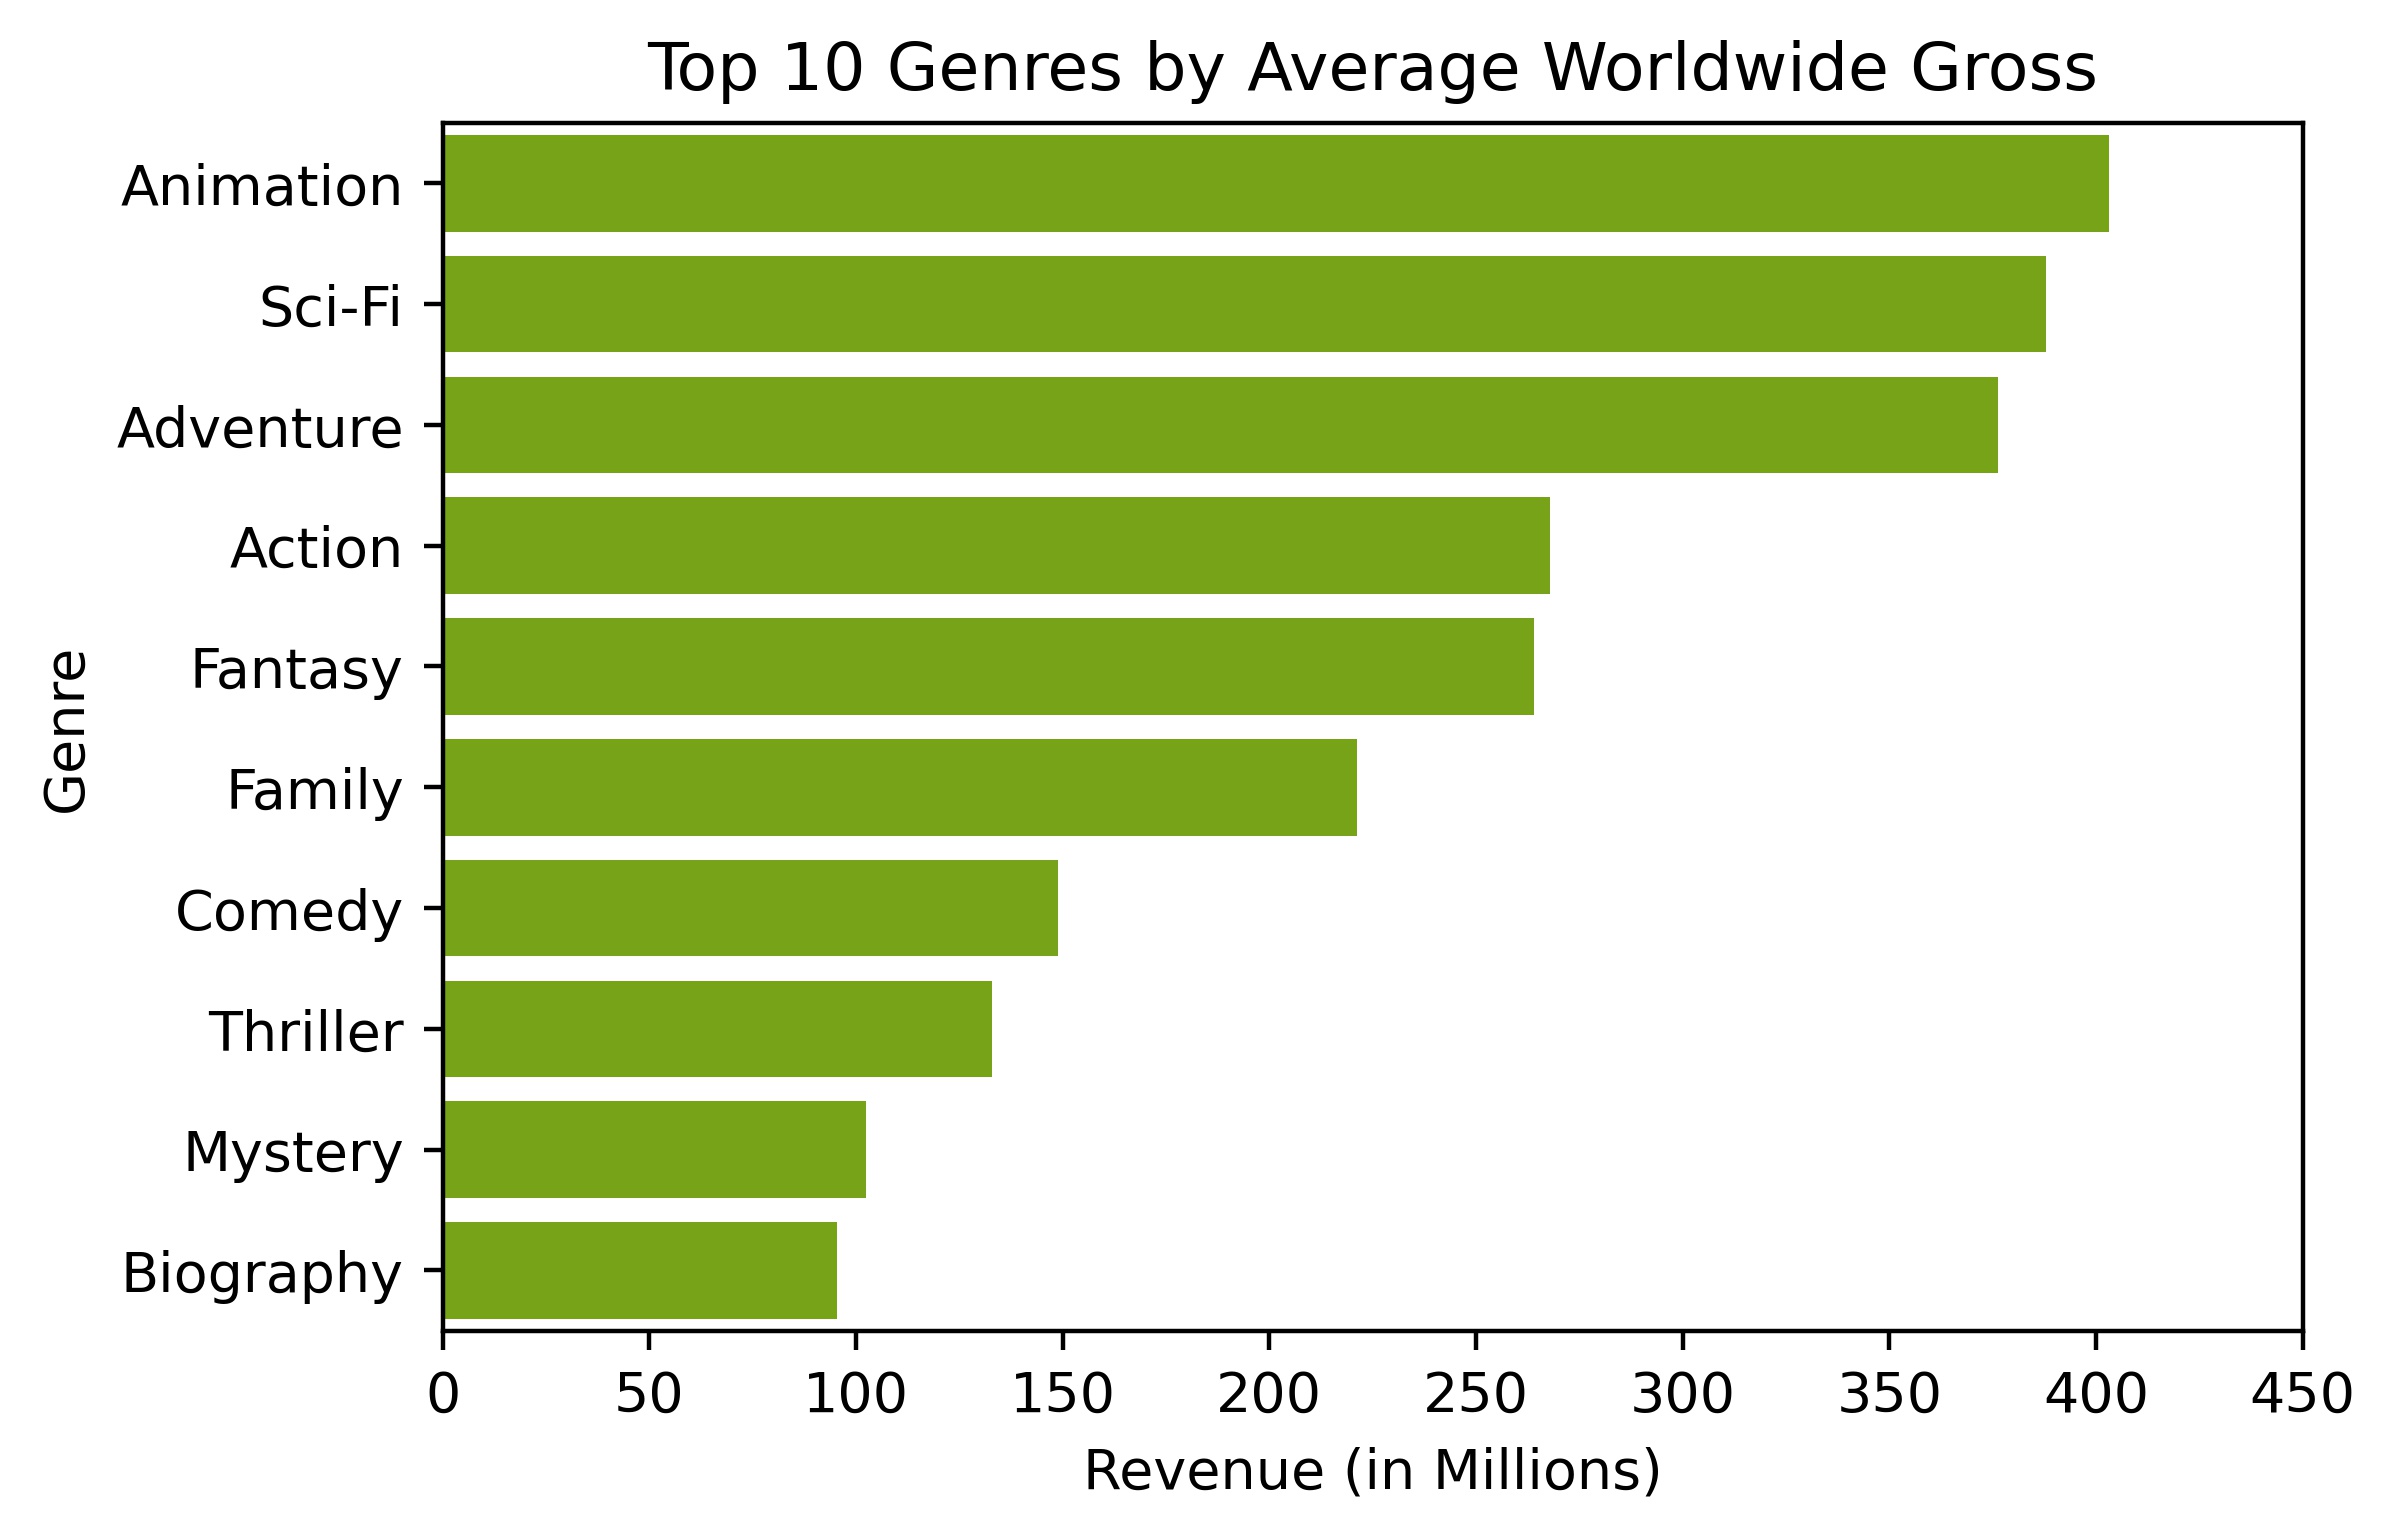 Top 10 Genres by Average Worldwide Gross
Genre
Animation
Sci-Fi
Adventure
Action
Fantasy
Family
Comedy
Thriller
Mystery
Biography
0 50 100 150 200 250 300 350 400 450
Revenue (in Millions)